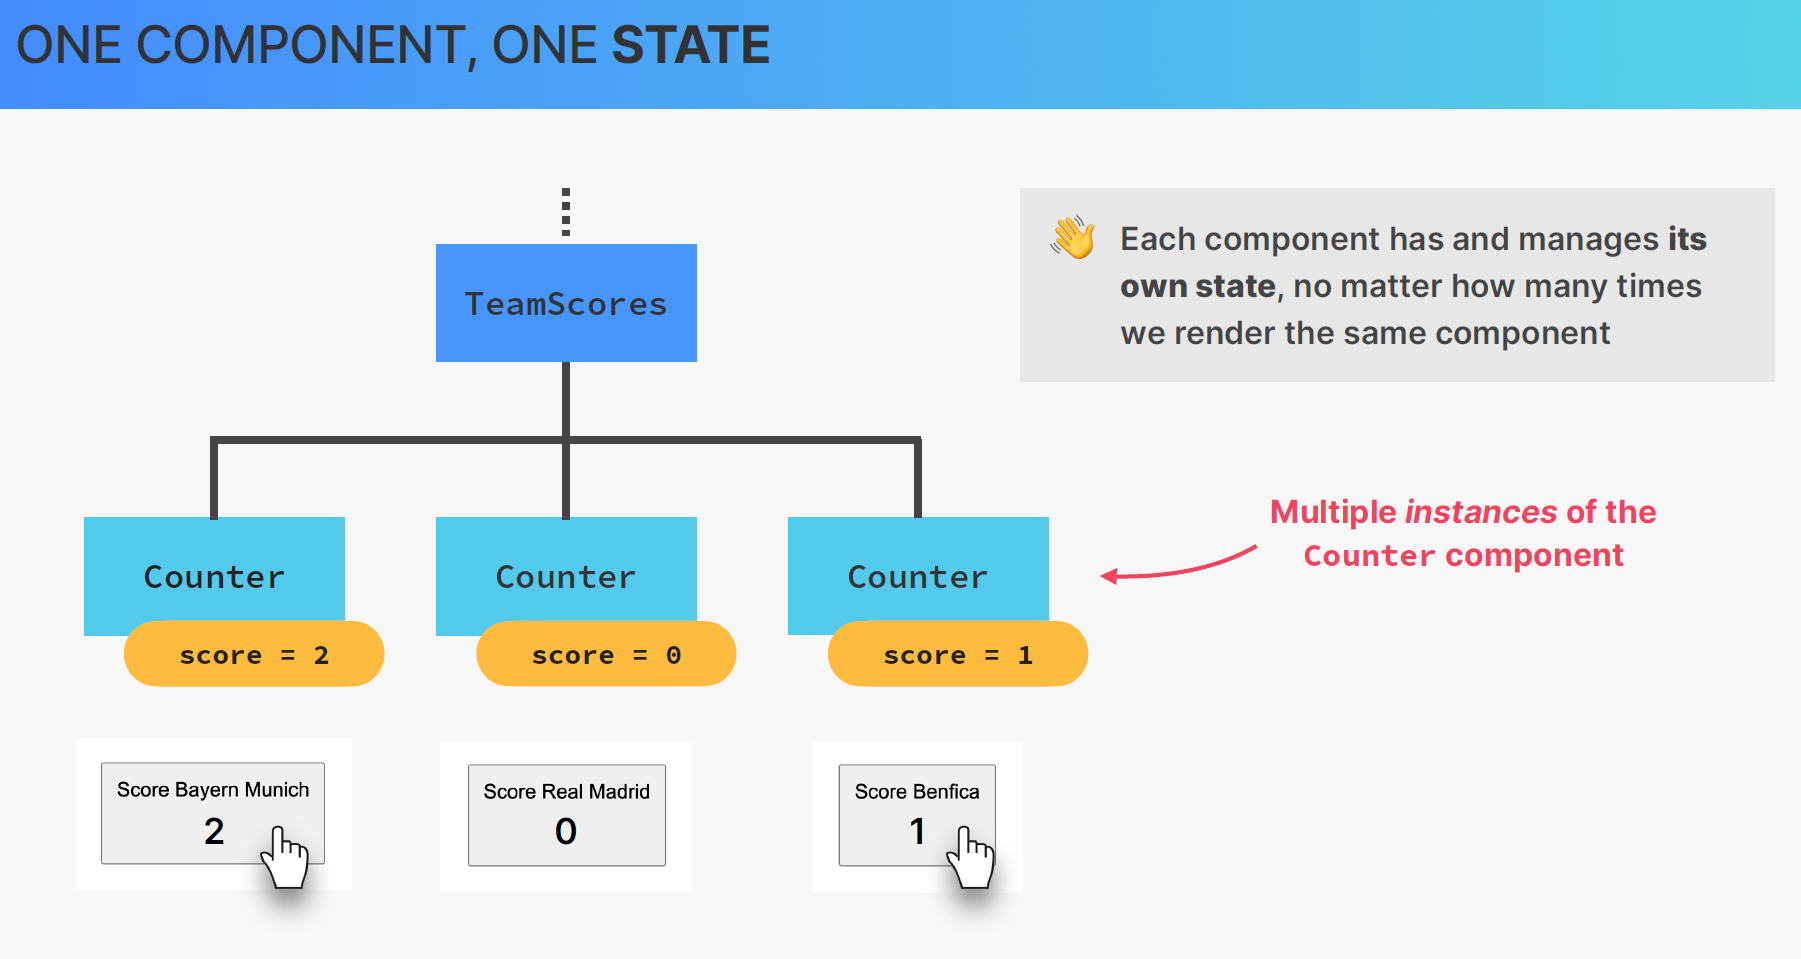 ONE COMPONENT, ONE STATE
TeamScores
Each component has and manages its
own state, no matter how many times
we render the same component
Multiple instances of the
Counter component
Counter
Counter
Counter
score = 2
score = 0
score = 1
Score Bayern Munich
2
Score Real Madrid
0
Score Benfica
1